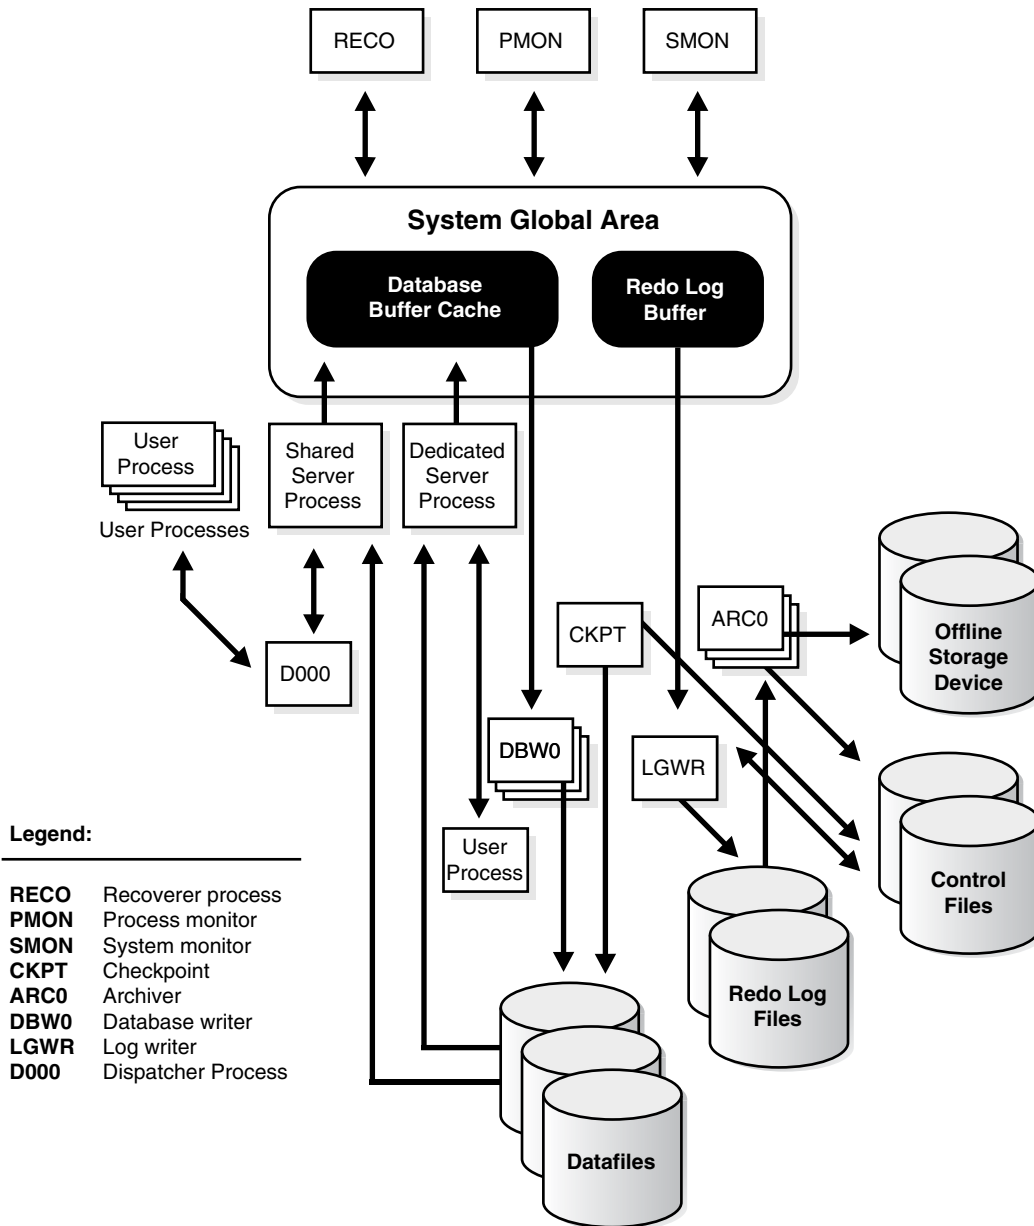 RECO
PMON
SMON
System Global Area
Database
Buffer Cache
Redo Log
Buffer
User
Process
User Processes
Shared
Server
Process
Dedicated
Server
Process
D000
CKPT
ARC0
Offline
Storage
Device
DBW0
LGWR
User
Process
Control
Files
Redo Log
Files
Datafiles
Legend:
RECO Recoverer process
PMON Process monitor
SMON System monitor
CKPT Checkpoint
ARC0 Archiver
DBW0 Database writer
LGWR Log writer
D000 Dispatcher Process